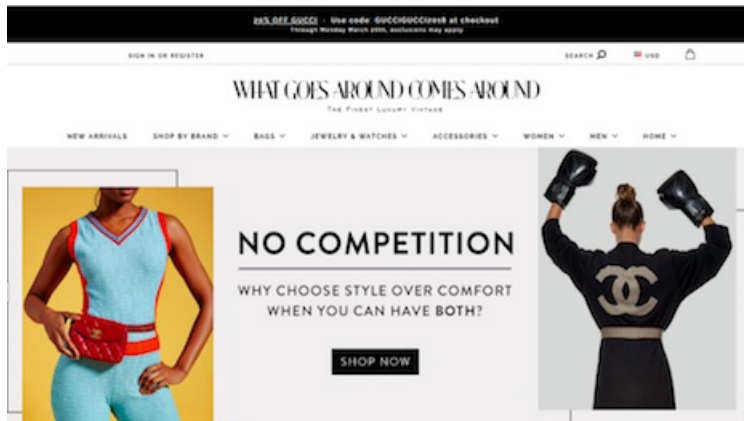 20% OFF GUCCI - Use code: GUCCIGUCCI2018 at checkout
Through Monday March 26th, exclusions may apply.
SIGN IN OR REGISTER
SEARCH
USD
WHAT GOES AROUND COMES AROUND
THE FINEST LUXURY VINTAGE
NEW ARRIVALS SHOP BY BRAND BAGS JEWELRY & WATCHES ACCESSORIES WOMEN MEN HOME
NO COMPETITION
WHY CHOOSE STYLE OVER COMFORT
WHEN YOU CAN HAVE BOTH?
SHOP NOW